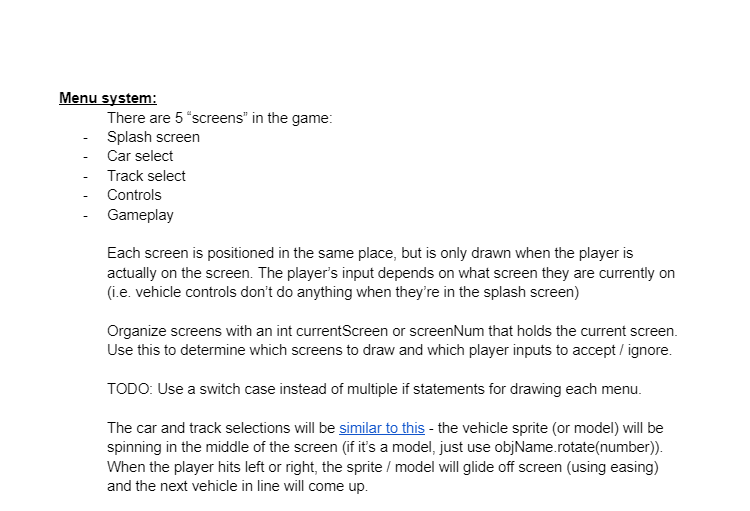 Menu system:
There are 5 “screens” in the game:
- Splash screen
- Car select
- Track select
- Controls
- Gameplay
Each screen is positioned in the same place, but is only drawn when the player is
actually on the screen. The player’s input depends on what screen they are currently on
(i.e. vehicle controls don’t do anything when they’re in the splash screen)
Organize screens with an int currentScreen or screenNum that holds the current screen.
Use this to determine which screens to draw and which player inputs to accept / ignore.
TODO: Use a switch case instead of multiple if statements for drawing each menu.
The car and track selections will be similar to this - the vehicle sprite (or model) will be
spinning in the middle of the screen (if it’s a model, just use objName.rotate(number)).
When the player hits left or right, the sprite / model will glide off screen (using easing)
and the next vehicle in line will come up.